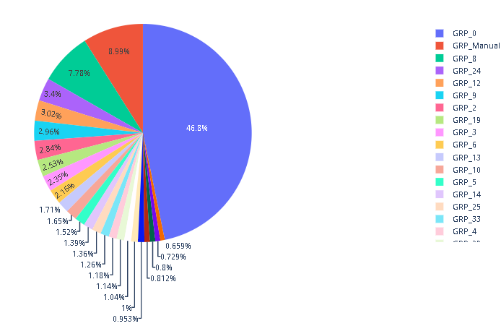 8.59%
7.78%
3.4%
3.02%
2.96%
2.84%
2.53%
2.35%
2.16%
1.71%
1.65%
1.52%
1.39%
1.36%
1.26%
1.18%
1.14%
1.04%
1%
0.953%
46.8%
0.659%
0.729%
0.8%
0.812%
GRP_0
GRP_Manual
GRP_8
GRP_24
GRP_12
GRP_9
GRP_2
GRP_19
GRP_3
GRP_6
GRP_13
GRP_10
GRP_5
GRP_14
GRP_25
GRP_33
GRP_4